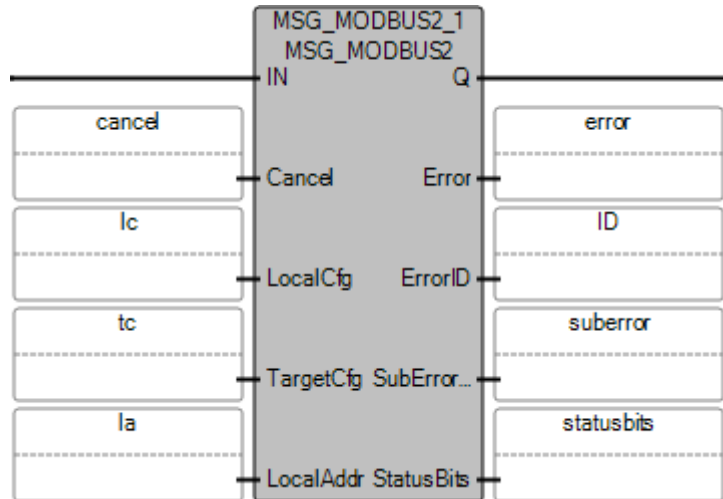 MSG_MODBUS2_1
MSG_MODBUS2
IN Q
cancel error
Cancel Error
lc ID
LocalCfg ErrorID
tc suberror
TargetCfg SubError...
la statusbits
LocalAddr StatusBits